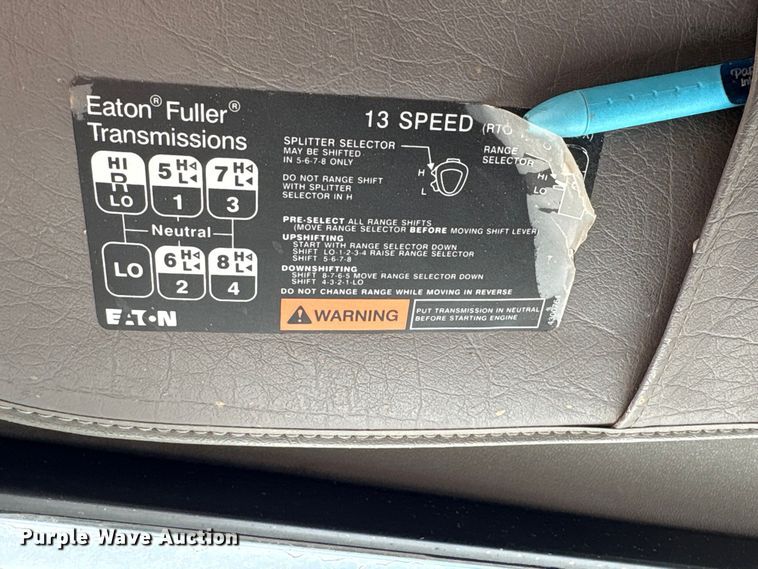 Eaton® Fuller®
Transmissions
13 SPEED (RTO
SPLITTER SELECTOR
MAY BE SHIFTED
IN 5-6-7-8 ONLY
DO NOT RANGE SHIFT
WITH SPLITTER
SELECTOR IN H
H
L
RANGE
SELECTOR
HI
LO
HI
R
LO
5 H
L
1
7 H
L
3
Neutral
LO
6 H
L
2
8 H
L
4
PRE-SELECT ALL RANGE SHIFTS
(MOVE RANGE SELECTOR BEFORE MOVING SHIFT LEVER)
UPSHIFTING
START WITH RANGE SELECTOR DOWN
SHIFT LO-1-2-3-4 RAISE RANGE SELECTOR
SHIFT 5-6-7-8
DOWNSHIFTING
SHIFT 8-7-6-5 MOVE RANGE SELECTOR DOWN
SHIFT 4-3-2-1-LO
DO NOT CHANGE RANGE WHILE MOVING IN REVERSE
EATON
WARNING
PUT TRANSMISSION IN NEUTRAL
BEFORE STARTING ENGINE
Purple Wave Auction